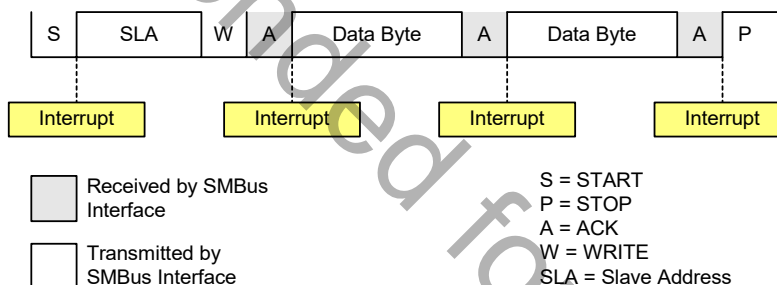 S SLA W A Data Byte A Data Byte A P
Interrupt Interrupt Interrupt Interrupt
Received by SMBus
Interface
Transmitted by
SMBus Interface
S = START
P = STOP
A = ACK
W = WRITE
SLA = Slave Address